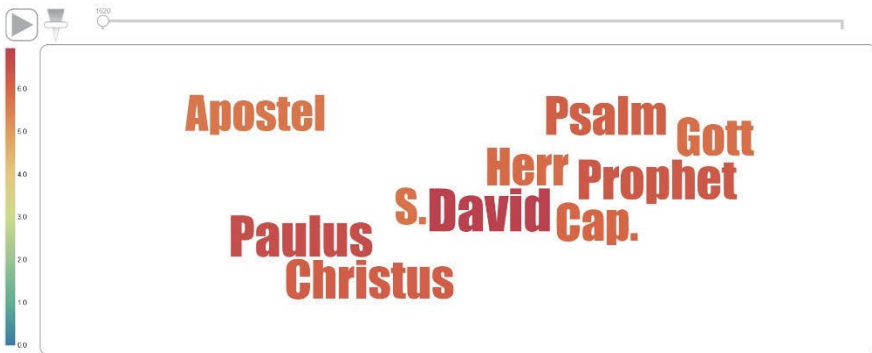 1620
6.0
5.0
4.0
3.0
2.0
1.0
0.0
Apostel
Psalm
Gott
Herr
Prophet
S.
David
Cap.
Paulus
Christus